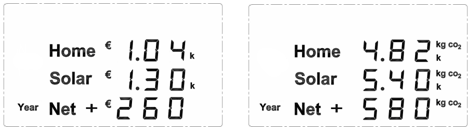 Home € 1.04 k
Solar € 1.30 k
Year Net + € 260
Home 4.82 kg co₂ k
Solar 5.40 kg co₂ k
Year Net + 580 kg co₂